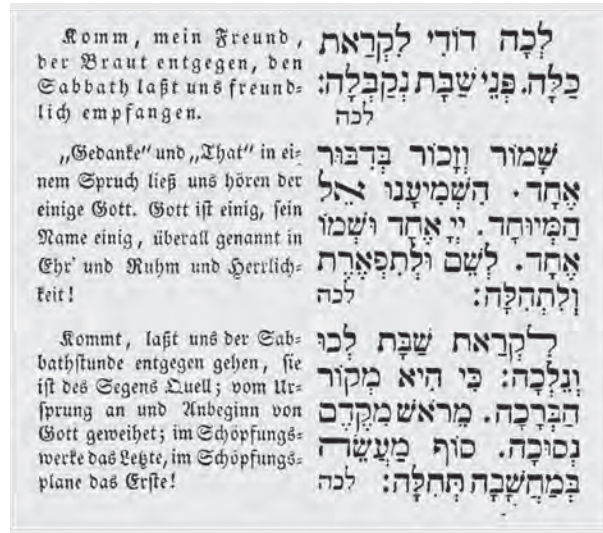 Komm, mein Freund,
der Braut entgegen, den
Sabbath laßt uns freund⸗
lich empfangen.
„Gedanke“ und „That“ in ei⸗
nem Spruch ließ uns hören der
einige Gott. Gott ist einig, sein
Name einig, überall genannt in
Ehr' und Ruhm und Herrlich⸗
keit!
Kommt, laßt uns der Sab⸗
bathstunde entgegen gehen, sie
ist des Segens Quell; vom Ur⸗
sprung an und Anbeginn von
Gott geweihet; im Schöpfungs⸗
werke das Letzte, im Schöpfungs⸗
plane das Erste!
לְכָה דוֹדִי לִקְרַאת
כַּלָּה. פְּנֵי שַׁבָּת נְקַבְּלָה:
לכה
שָׁמוֹר וְזָכוֹר בְּדִבּוּר
אֶחָד. הִשְׁמִיעָנוּ אֵל
הַמְּיוּחָד. יְיָ אֶחָד וּשְׁמוֹ
אֶחָד. לְשֵׁם וּלְתִפְאֶרֶת
וְלִתְהִלָּה: לכה
לִקְרַאת שַׁבָּת לְכוּ
וְנֵלְכָה: כִּי הִיא מְקוֹר
הַבְּרָכָה. מֵרֹאשׁ מִקֶּדֶם
נְסוּכָה. סוֹף מַעֲשֶׂה
בְּמַחֲשָׁבָה תְּחִלָּה: לכה